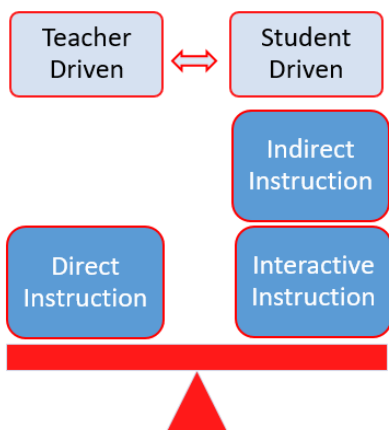 Teacher
Driven
Student
Driven
Indirect
Instruction
Direct
Instruction
Interactive
Instruction